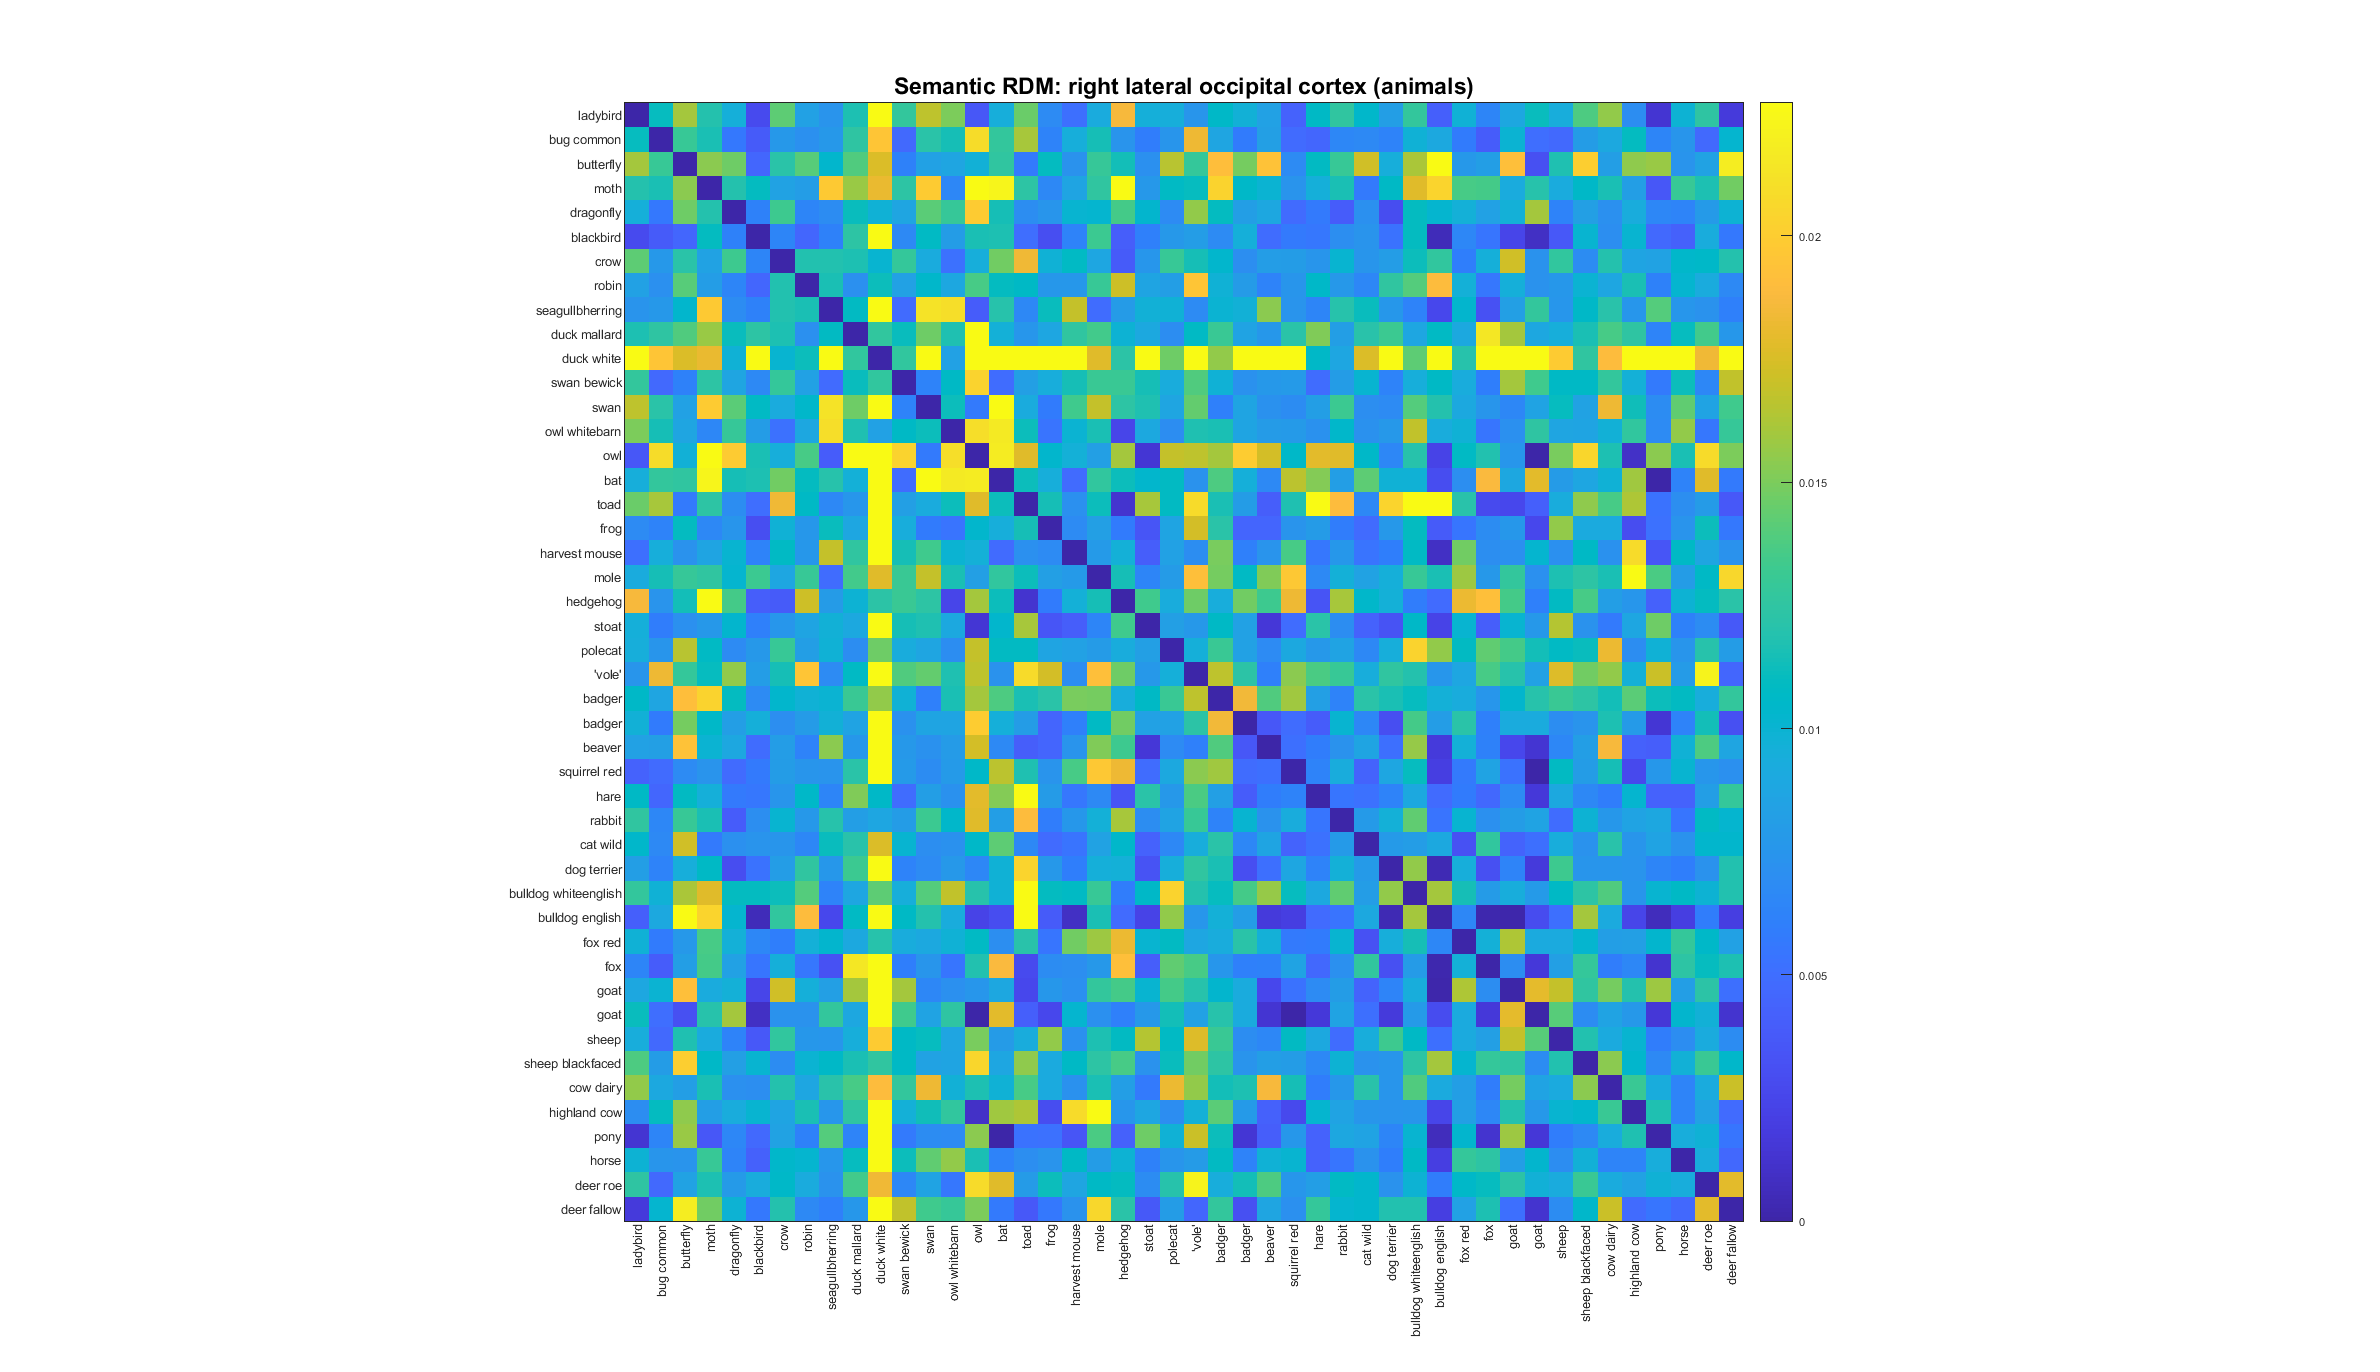 Semantic RDM: right lateral occipital cortex (animals)
ladybird
bug common
butterfly
moth
dragonfly
blackbird
crow
robin
seagullbherring
duck mallard
duck white
swan bewick
swan
owl whitebarn
owl
bat
toad
frog
harvest mouse
mole
hedgehog
stoat
polecat
'vole'
badger
badger
beaver
squirrel red
hare
rabbit
cat wild
dog terrier
bulldog whiteenglish
bulldog english
fox red
fox
goat
goat
sheep
sheep blackfaced
cow dairy
highland cow
pony
horse
deer roe
deer fallow
ladybird
bug common
butterfly
moth
dragonfly
blackbird
crow
robin
seagullbherring
duck mallard
duck white
swan bewick
swan
owl whitebarn
owl
bat
toad
frog
harvest mouse
mole
hedgehog
stoat
polecat
'vole'
badger
badger
beaver
squirrel red
hare
rabbit
cat wild
dog terrier
bulldog whiteenglish
bulldog english
fox red
fox
goat
goat
sheep
sheep blackfaced
cow dairy
highland cow
pony
horse
deer roe
deer fallow
0.02
0.015
0.01
0.005
0